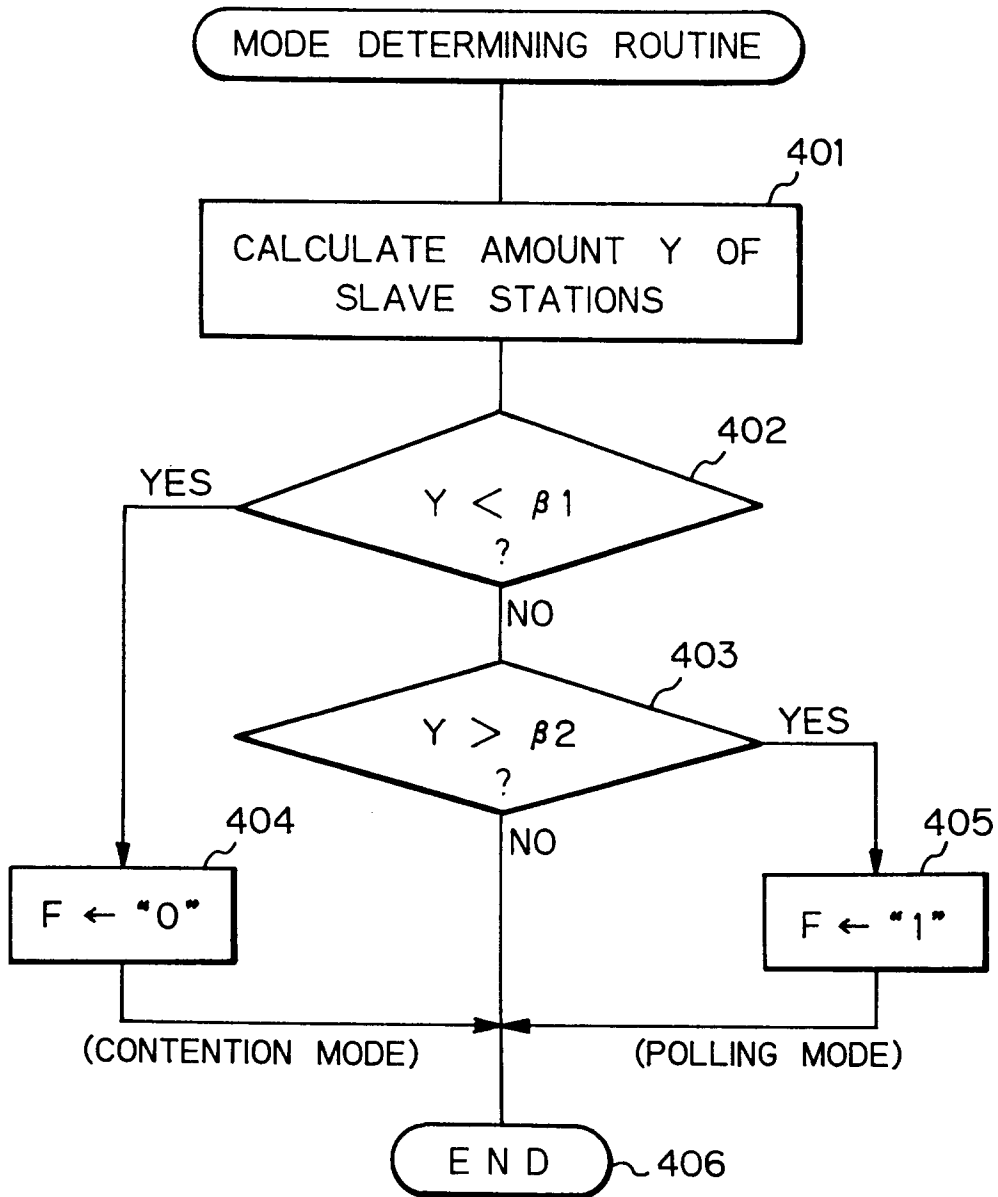 MODE DETERMINING ROUTINE
401
CALCULATE AMOUNT Y OF
SLAVE STATIONS
402
YES
Y < β1
?
NO
403
Y > β2
YES
?
NO
404
405
F ← "0"
F ← "1"
(CONTENTION MODE)
(POLLING MODE)
END
406